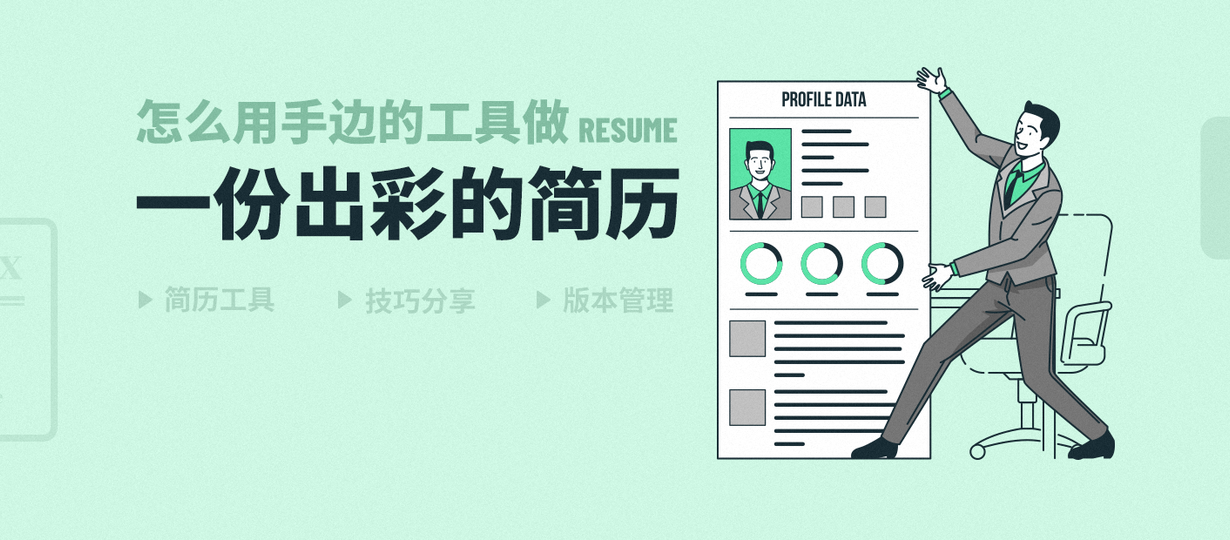 怎么用手边的工具做 RESUME
一份出彩的简历
简历工具
技巧分享
版本管理
PROFILE DATA
X